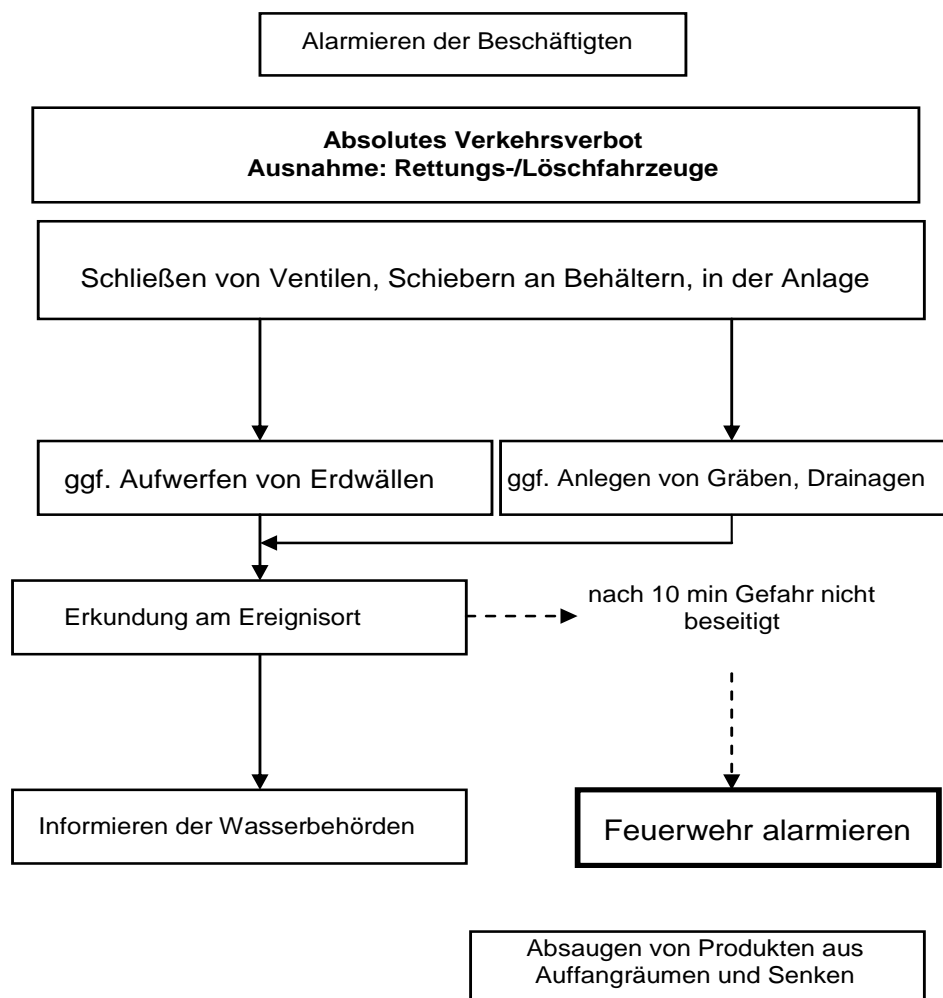 Alarmieren der Beschäftigten
Absolutes Verkehrsverbot
Ausnahme: Rettungs-/Löschfahrzeuge
Schließen von Ventilen, Schiebern an Behältern, in der Anlage
ggf. Aufwerfen von Erdwällen
ggf. Anlegen von Gräben, Drainagen
Erkundung am Ereignisort
nach 10 min Gefahr nicht
beseitigt
Informieren der Wasserbehörden
Feuerwehr alarmieren
Absaugen von Produkten aus
Auffangräumen und Senken